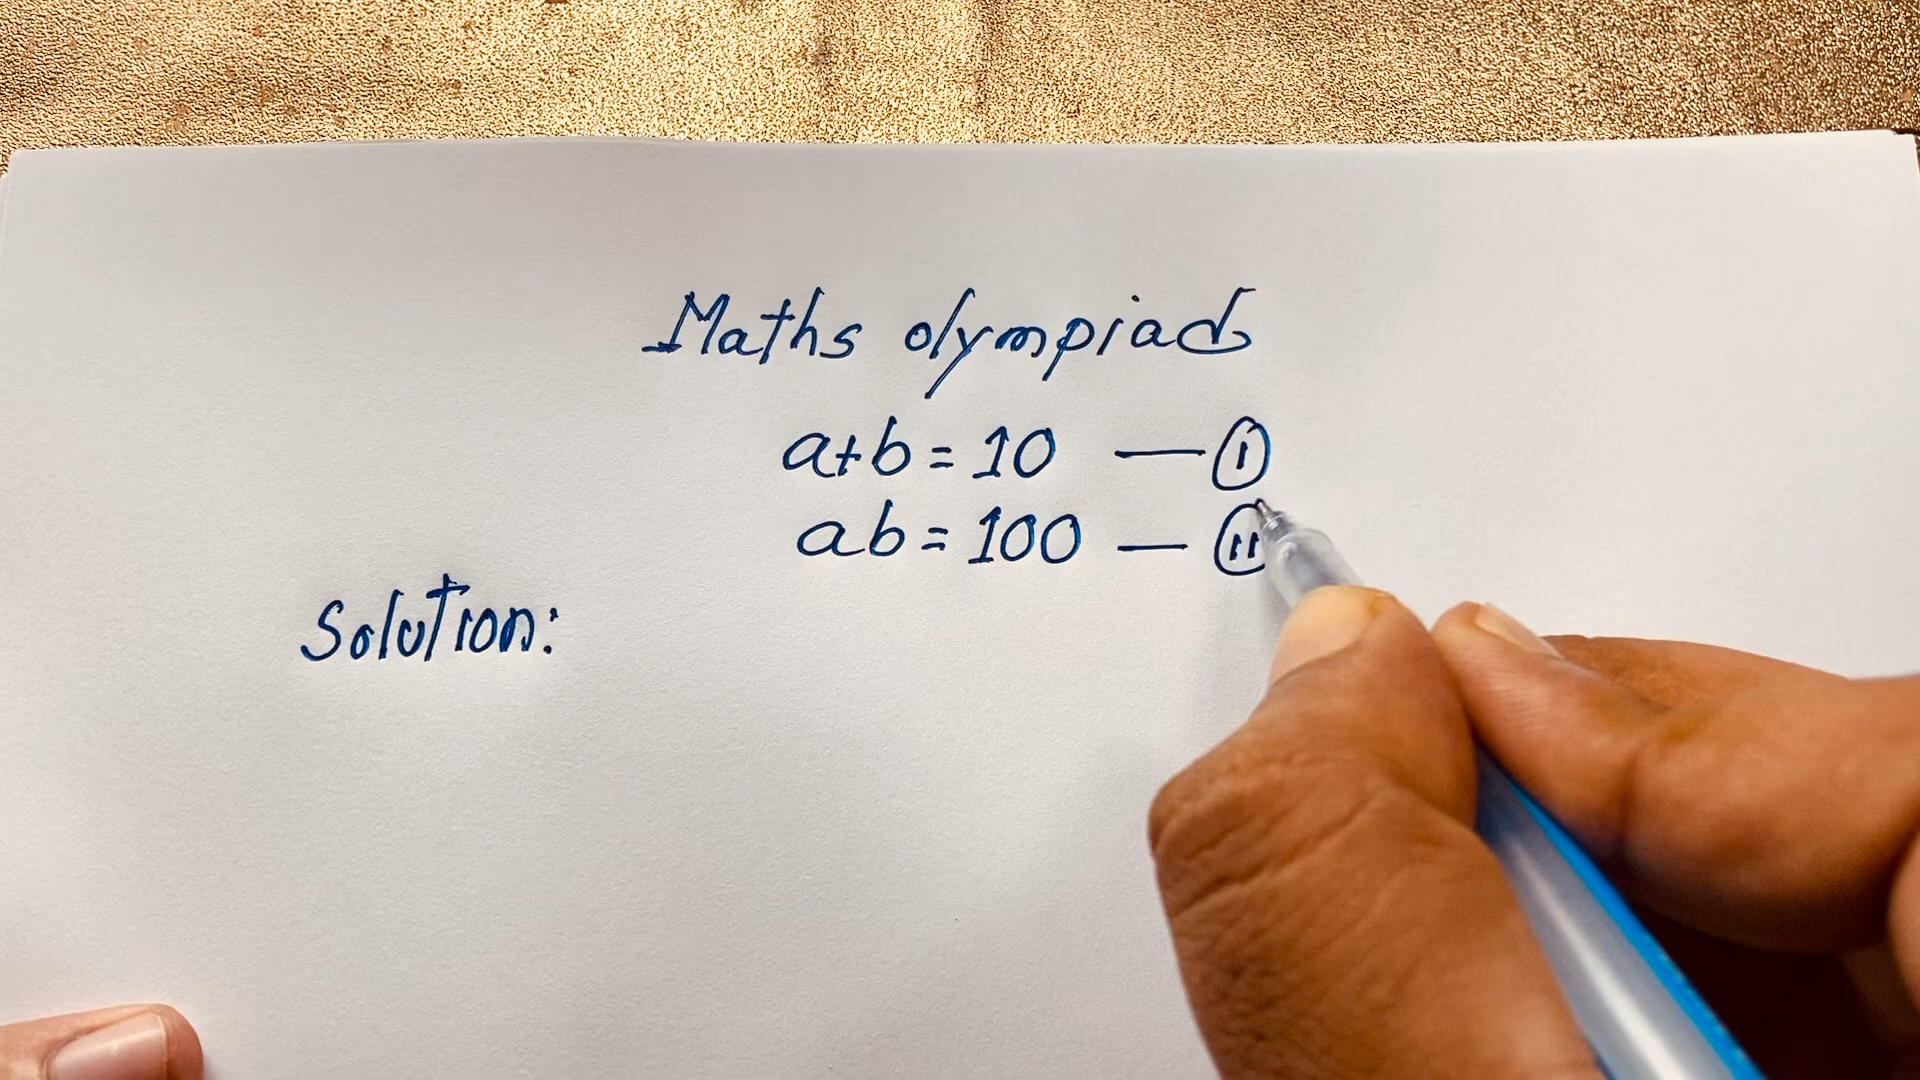 Maths olympiad
a+b=10 — (I)
ab=100 — (II)
Solution: